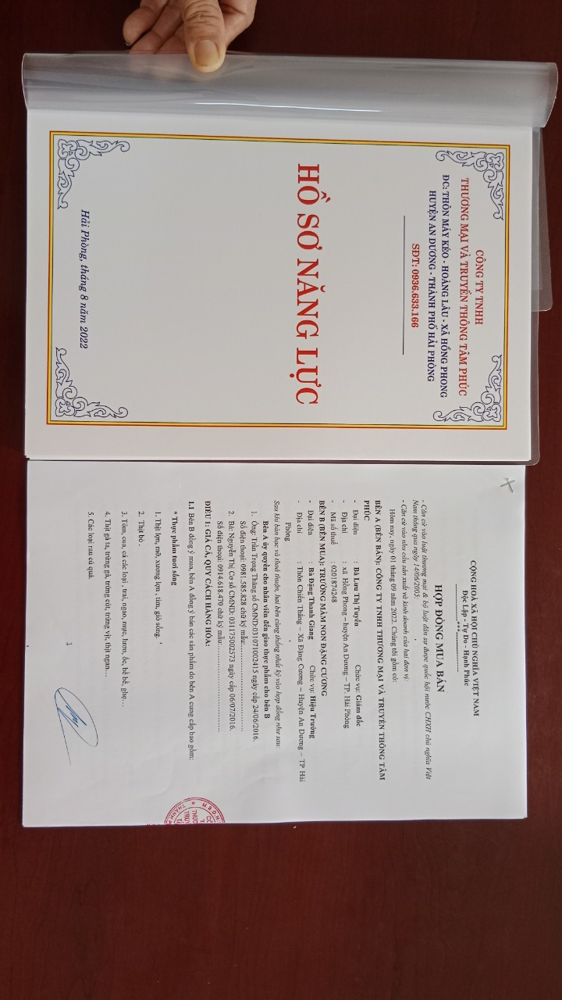 CÔNG TY TNHH
THƯƠNG MẠI VÀ TRUYỀN THÔNG TÂM PHÚC
ĐC: THÔN MÁY KÉO - HOÀNG LÂU - XÃ HỒNG PHONG
HUYỆN AN DƯƠNG - THÀNH PHỐ HẢI PHÒNG
SĐT: 0936.633.166
HỒ SƠ NĂNG LỰC
Hải Phòng, tháng 8 năm 2022
CỘNG HOÀ XÃ HỘI CHỦ NGHĨA VIỆT NAM
Độc Lập - Tự Do - Hạnh Phúc
HỢP ĐỒNG MUA BÁN
- Căn cứ vào luật thương mại & bộ luật dân sự được quốc hội nước CHXH chủ nghĩa Việt
Nam thông qua ngày 14/06/2005;
- Căn cứ vào nhu cầu sản xuất và kinh doanh của hai đơn vị;
Hôm nay, ngày 01 tháng 09 năm 2022. Chúng tôi gồm có:
BÊN A (BÊN BÁN): CÔNG TY TNHH THƯƠNG MẠI VÀ TRUYỀN THÔNG TÂM
PHÚC
- Đại diện : Bà Lưu Thị Tuyến Chức vụ: Giám đốc
- Địa chỉ : xã Hồng Phong – huyện An Dương – TP. Hải Phòng
- Mã số thuế : 0201874248
BÊN B (BÊN MUA): TRƯỜNG MẦM NON ĐẶNG CƯƠNG
- Đại diện : Bà Đặng Thanh Giang Chức vụ: Hiệu Trưởng
- Địa chỉ : Thôn Chiến Thắng – Xã Đặng Cương – Huyện An Dương – TP Hải
Phòng
Sau khi bàn bạc và thoả thuận, hai bên cùng thống nhất ký vào hợp đồng như sau:
Bên A ủy quyền cho nhân viên đến giao thực phẩm cho bên B
1. Ông: Trần Trọng Thăng số CMND:031071002415 ngày cấp 24/06/2016.
Số điện thoại: 0981.585.828 chữ ký mẫu:..............................
2. Bà: Nguyễn Thị Cơ số CMND: 031175002573 ngày cấp 06/07/2016.
Số điện thoại: 0914.618.470 chữ ký mẫu:..............................
ĐIỀU 1: GIÁ CẢ, QUY CÁCH HÀNG HÓA:
1.1 Bên B đồng ý mua, bên A đồng ý bán các sản phẩm do bên A cung cấp bao gồm:
* Thực phẩm tươi sống
1. Thịt lợn, mỡ, xương lợn , tim, giò sống.
2. Thịt bò .
3. Tôm, cua, cá các loại , trai, ngao, mực, lươn, ốc, bề bề, ghẹ…
4. Thịt gà ta, trứng gà, trứng cút, trứng vịt, thịt ngan…
5. Các loại rau củ quả.